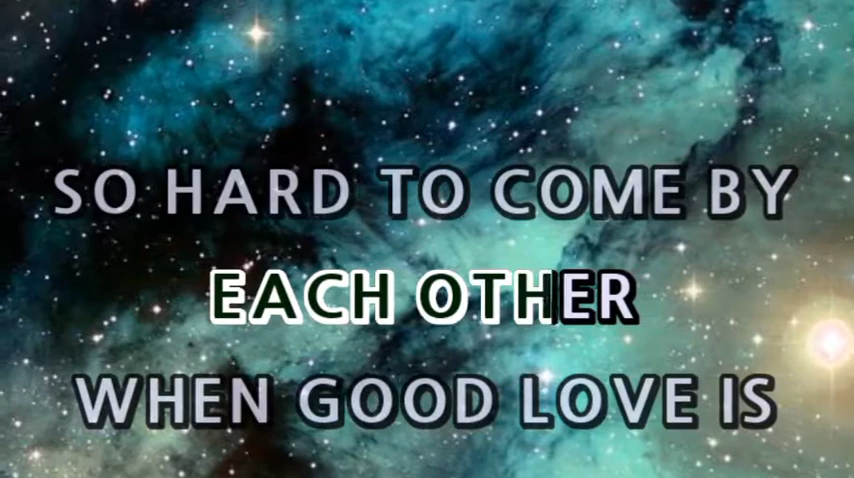 SO HARD TO COME BY
EACH OTHER
WHEN GOOD LOVE IS